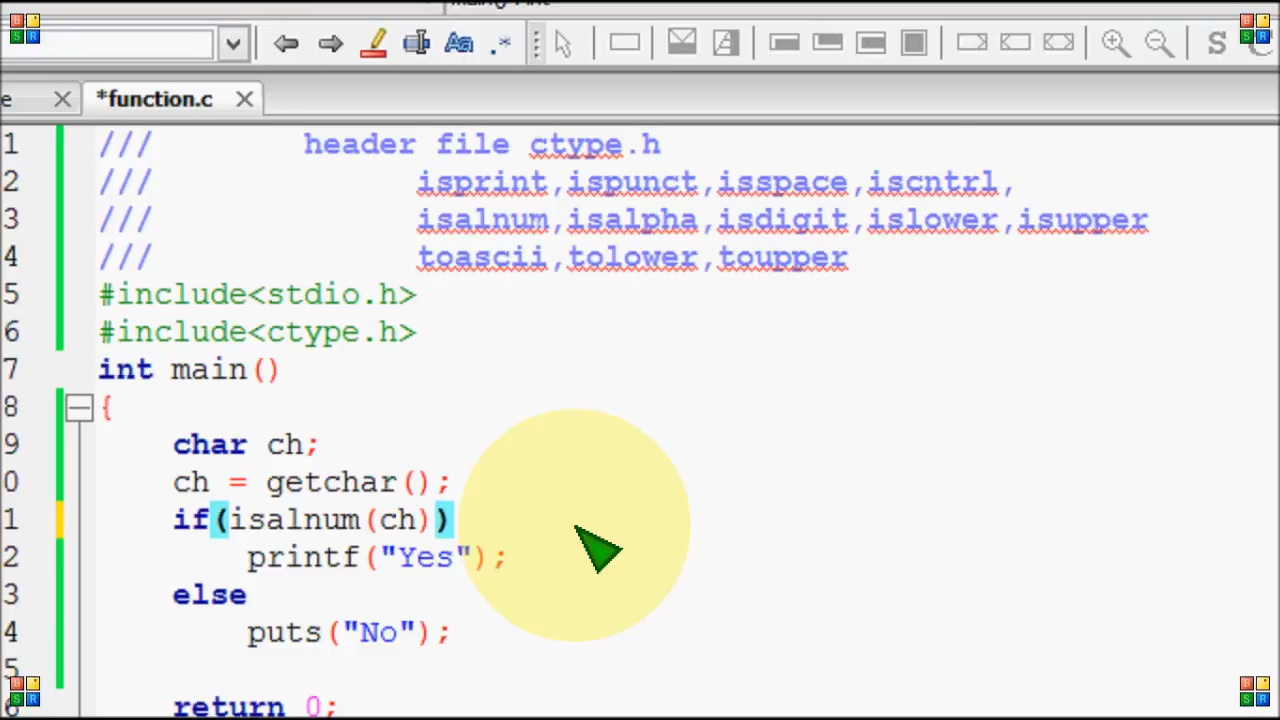 *function.c
1 /// header file ctype.h
2 /// isprint,ispunct,isspace,iscntrl,
3 /// isalnum,isalpha,isdigit,islower,isupper
4 /// toascii,tolower,toupper
5 #include<stdio.h>
6 #include<ctype.h>
7 int main()
8 {
9 char ch;
0 ch = getchar();
1 if(isalnum(ch))
2 printf("Yes");
3 else
4 puts("No");
5
6 return 0;